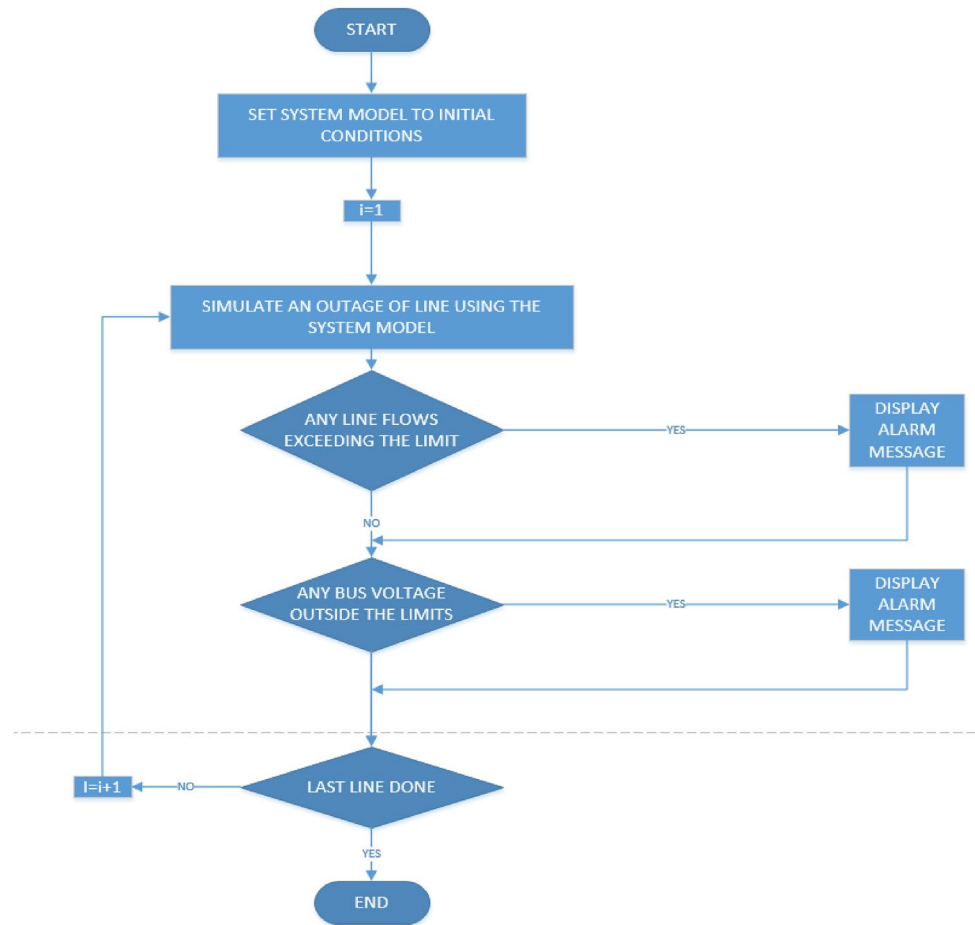 START
SET SYSTEM MODEL TO INITIAL
CONDITIONS
i=1
SIMULATE AN OUTAGE OF LINE USING THE
SYSTEM MODEL
ANY LINE FLOWS
EXCEEDING THE LIMIT
YES
DISPLAY
ALARM
MESSAGE
NO
ANY BUS VOLTAGE
OUTSIDE THE LIMITS
YES
DISPLAY
ALARM
MESSAGE
LAST LINE DONE
NO
I=i+1
YES
END